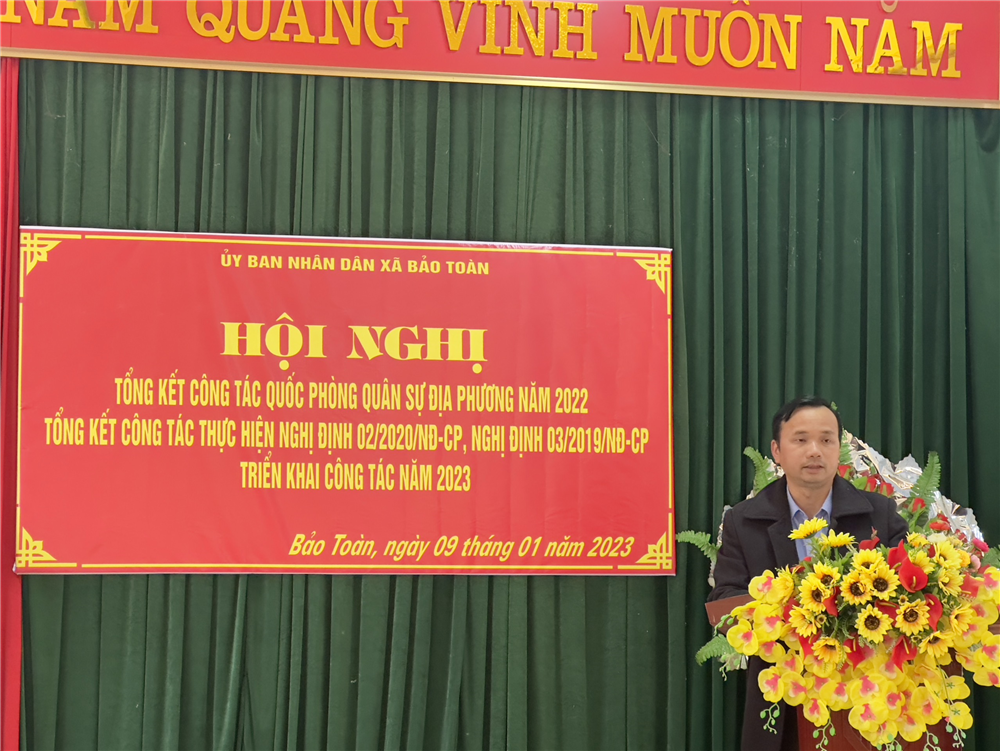 NAM QUANG VINH MUÔN NĂM
ỦY BAN NHÂN DÂN XÃ BẢO TOÀN
HỘI NGHỊ
TỔNG KẾT CÔNG TÁC QUỐC PHÒNG QUÂN SỰ ĐỊA PHƯƠNG NĂM 2022
TỔNG KẾT CÔNG TÁC THỰC HIỆN NGHỊ ĐỊNH 02/2020/NĐ-CP, NGHỊ ĐỊNH 03/2019/NĐ-CP
TRIỂN KHAI CÔNG TÁC NĂM 2023
Bảo Toàn, ngày 09 tháng 01 năm 2023